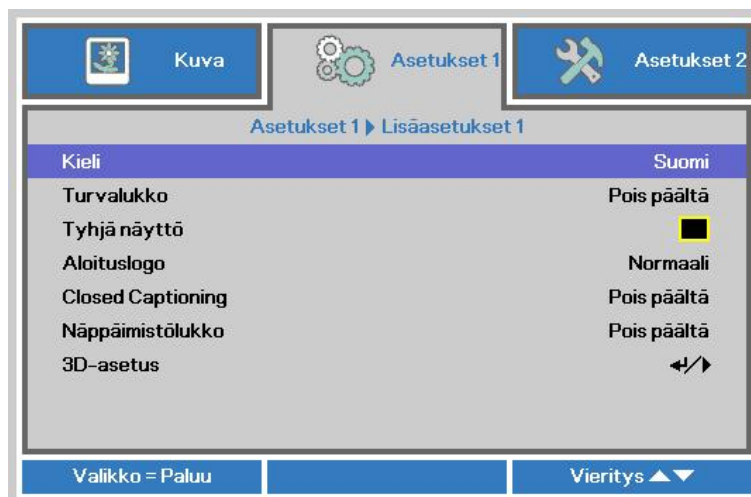 Kuva
Asetukset 1
Asetukset 2
Asetukset 1 Lisäasetukset 1
Kieli Suomi
Turvalukko Pois päältä
Tyhjä näyttö
Aloituslogo Normaali
Closed Captioning Pois päältä
Näppäimistölukko Pois päältä
3D-asetus
Valikko = Paluu
Vieritys